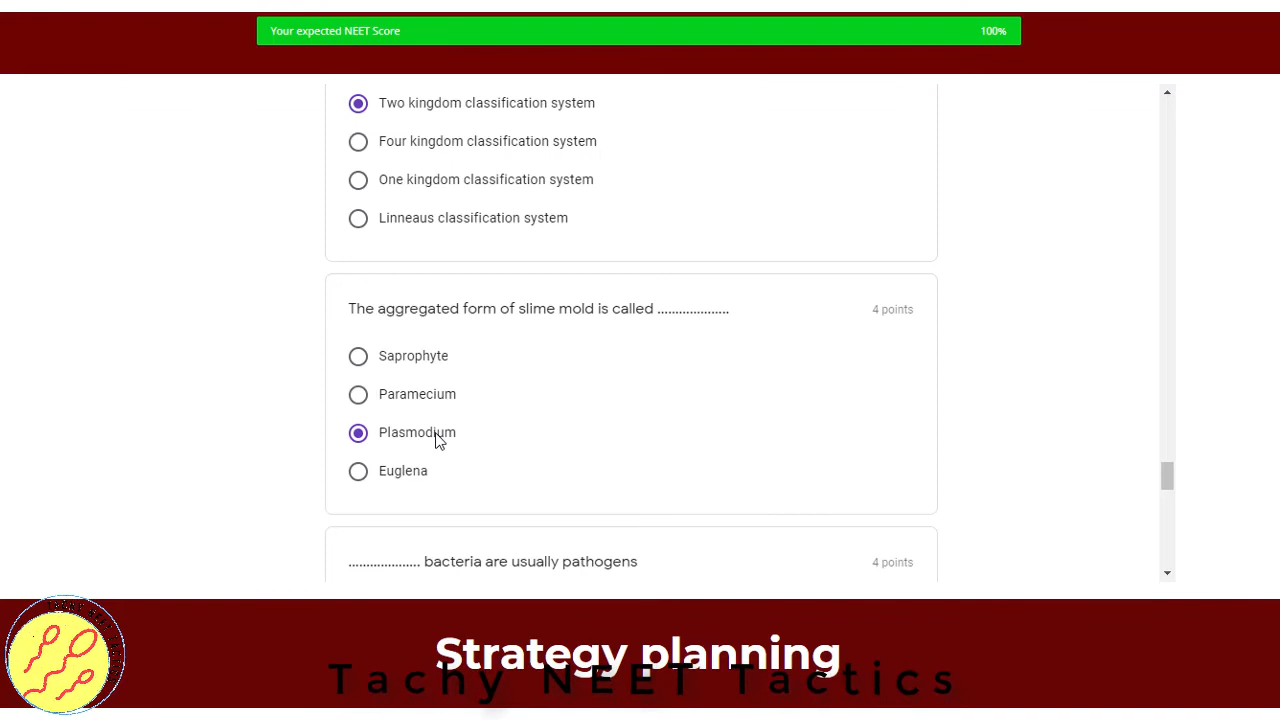 Your expected NEET Score 100%
Two kingdom classification system
Four kingdom classification system
One kingdom classification system
Linneaus classification system
The aggregated form of slime mold is called .................... 4 points
Saprophyte
Paramecium
Plasmodium
Euglena
.................... bacteria are usually pathogens 4 points
Strategy planning
Tachy NEET Tactics